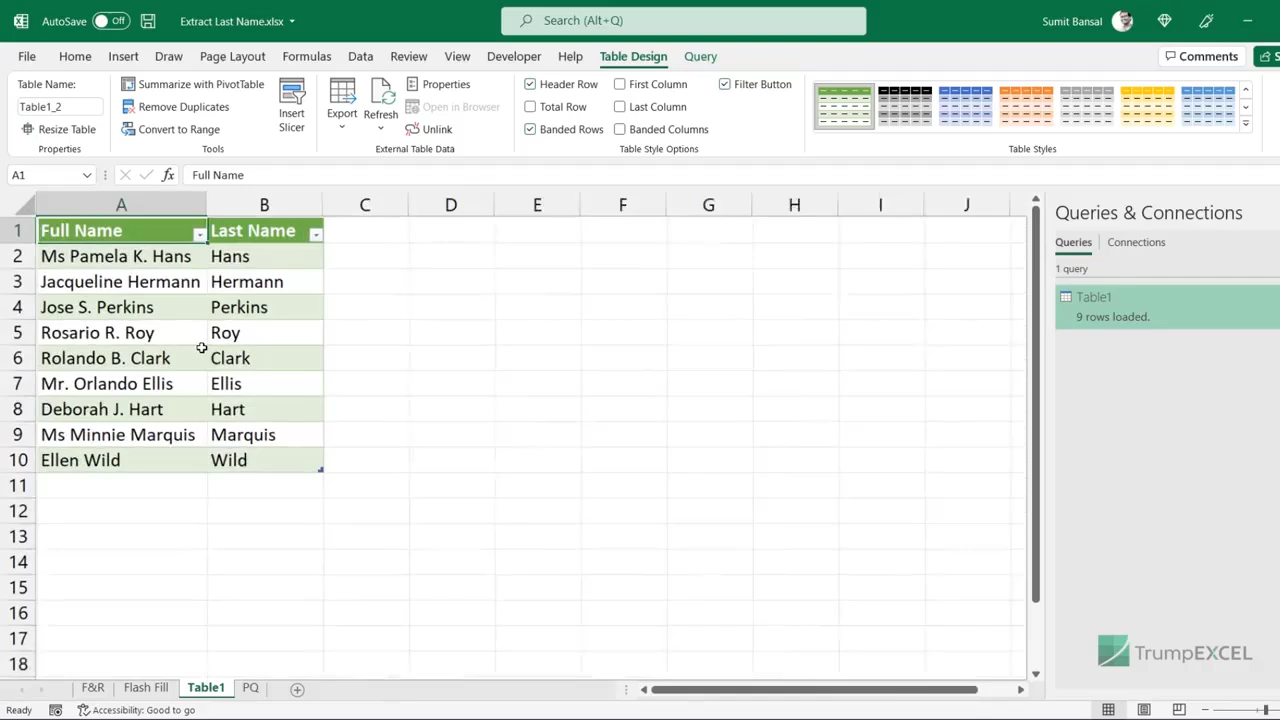 AutoSave Off Extract Last Name.xlsx Search (Alt+Q) Sumit Bansal
File Home Insert Draw Page Layout Formulas Data Review View Developer Help Table Design Query Comments
Table Name: Summarize with PivotTable Properties Header Row First Column Filter Button
Table1_2 Remove Duplicates Insert Slicer Export Refresh Open in Browser Total Row Last Column
Resize Table Convert to Range Unlink Banded Rows Banded Columns
Properties Tools External Table Data Table Style Options Table Styles
A1 fx Full Name
A B C D E F G H I J
1 Full Name Last Name
2 Ms Pamela K. Hans Hans
3 Jacqueline Hermann Hermann
4 Jose S. Perkins Perkins
5 Rosario R. Roy Roy
6 Rolando B. Clark Clark
7 Mr. Orlando Ellis Ellis
8 Deborah J. Hart Hart
9 Ms Minnie Marquis Marquis
10 Ellen Wild Wild
11
12
13
14
15
16
17
18
Queries & Connections
Queries Connections
1 query
Table1
9 rows loaded.
TrumpEXCEL
F&R Flash Fill Table1 PQ
Ready Accessibility: Good to go